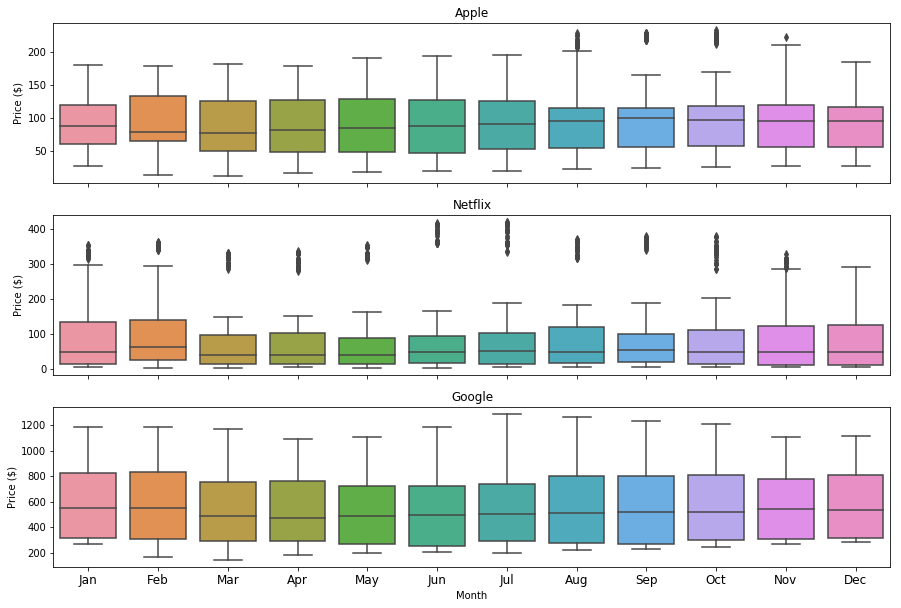 Apple
Price ($)
200
150
100
50
Netflix
Price ($)
400
300
200
100
0
Google
Price ($)
1200
1000
800
600
400
200
Jan Feb Mar Apr May Jun Jul Aug Sep Oct Nov Dec
Month